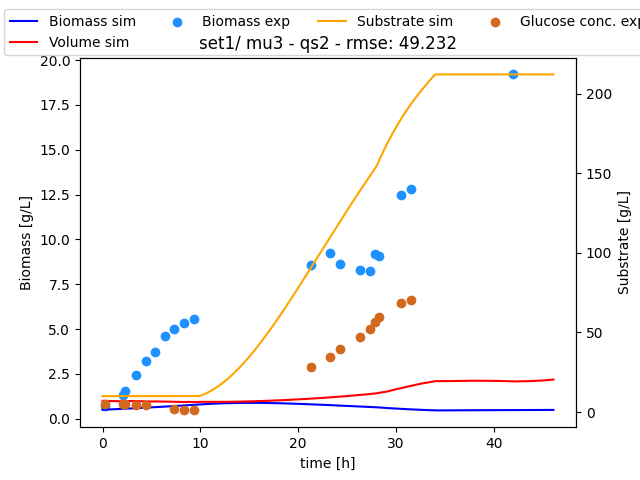 Biomass sim
Biomass exp
Substrate sim
Glucose conc. exp
Volume sim
set1/ mu3 - qs2 - rmse: 49.232
20.0
17.5
15.0
12.5
10.0
7.5
5.0
2.5
0.0
Biomass [g/L]
200
150
100
50
0
Substrate [g/L]
0
10
20
30
40
time [h]